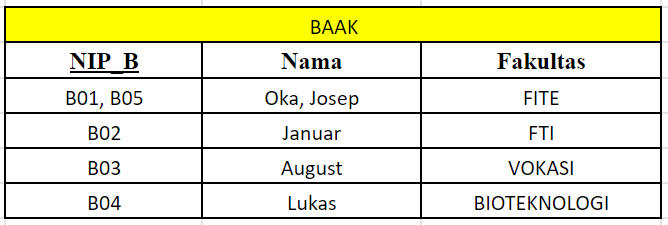 BAAK
NIP_B Nama Fakultas
B01, B05 Oka, Josep FITE
B02 Januar FTI
B03 August VOKASI
B04 Lukas BIOTEKNOLOGI